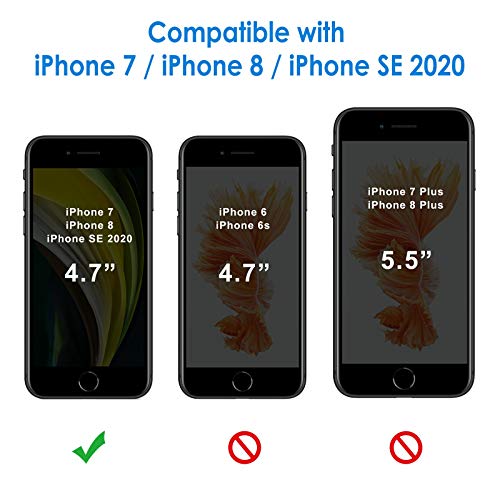 Compatible with
iPhone 7 / iPhone 8 / iPhone SE 2020
iPhone 7
iPhone 8
iPhone SE 2020
4.7”
iPhone 6
iPhone 6s
4.7”
iPhone 7 Plus
iPhone 8 Plus
5.5”